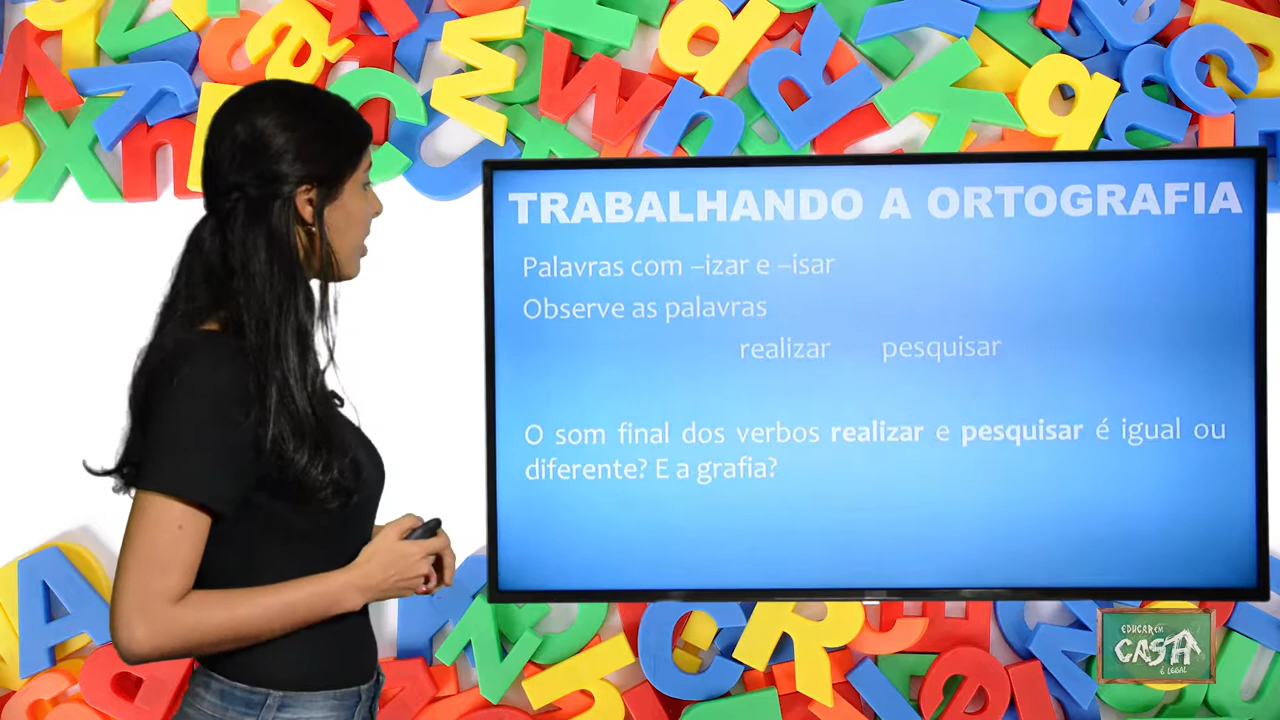 TRABALHANDO A ORTOGRAFIA
Palavras com –izar e –isar
Observe as palavras
realizar pesquisar
O som final dos verbos realizar e pesquisar é igual ou
diferente? E a grafia?
EDUCAR EM
CASA
É LEGAL